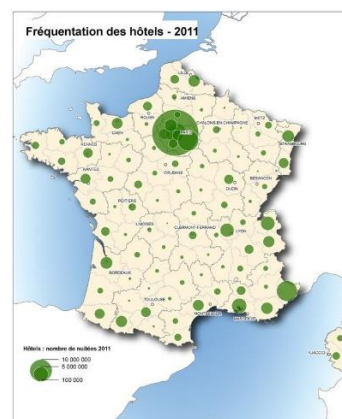 Fréquentation des hôtels - 2011
LILLE
AMIENS
ROUEN
CAEN
CHALONS-EN-CHAMPAGNE
METZ
PARIS
STRASBOURG
RENNES
ORLEANS
NANTES
DIJON
BESANCON
POITIERS
LIMOGES
CLERMONT-FERRAND
LYON
BORDEAUX
TOULOUSE
MONTPELLIER
MARSEILLE
AJACCIO
Hôtels : nombre de nuitées 2011
10 000 000
5 000 000
100 000